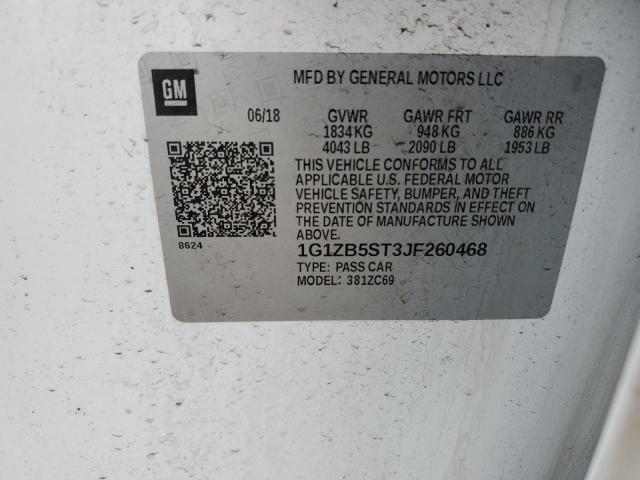 GM
MFD BY GENERAL MOTORS LLC
06/18 GVWR GAWR FRT GAWR RR
1834 KG 948 KG 886 KG
4043 LB 2090 LB 1953 LB
THIS VEHICLE CONFORMS TO ALL
APPLICABLE U.S. FEDERAL MOTOR
VEHICLE SAFETY, BUMPER, AND THEFT
PREVENTION STANDARDS IN EFFECT ON
THE DATE OF MANUFACTURE SHOWN
ABOVE.
8624
1G1ZB5ST3JF260468
TYPE: PASS CAR
MODEL: 381ZC69